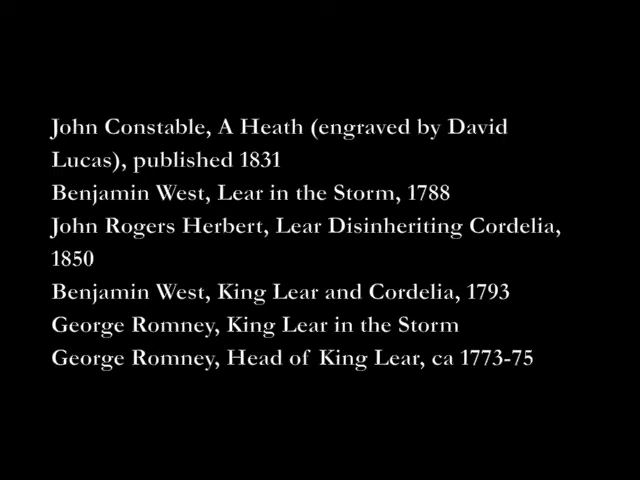 John Constable, A Heath (engraved by David
Lucas), published 1831
Benjamin West, Lear in the Storm, 1788
John Rogers Herbert, Lear Disinheriting Cordelia,
1850
Benjamin West, King Lear and Cordelia, 1793
George Romney, King Lear in the Storm
George Romney, Head of King Lear, ca 1773-75